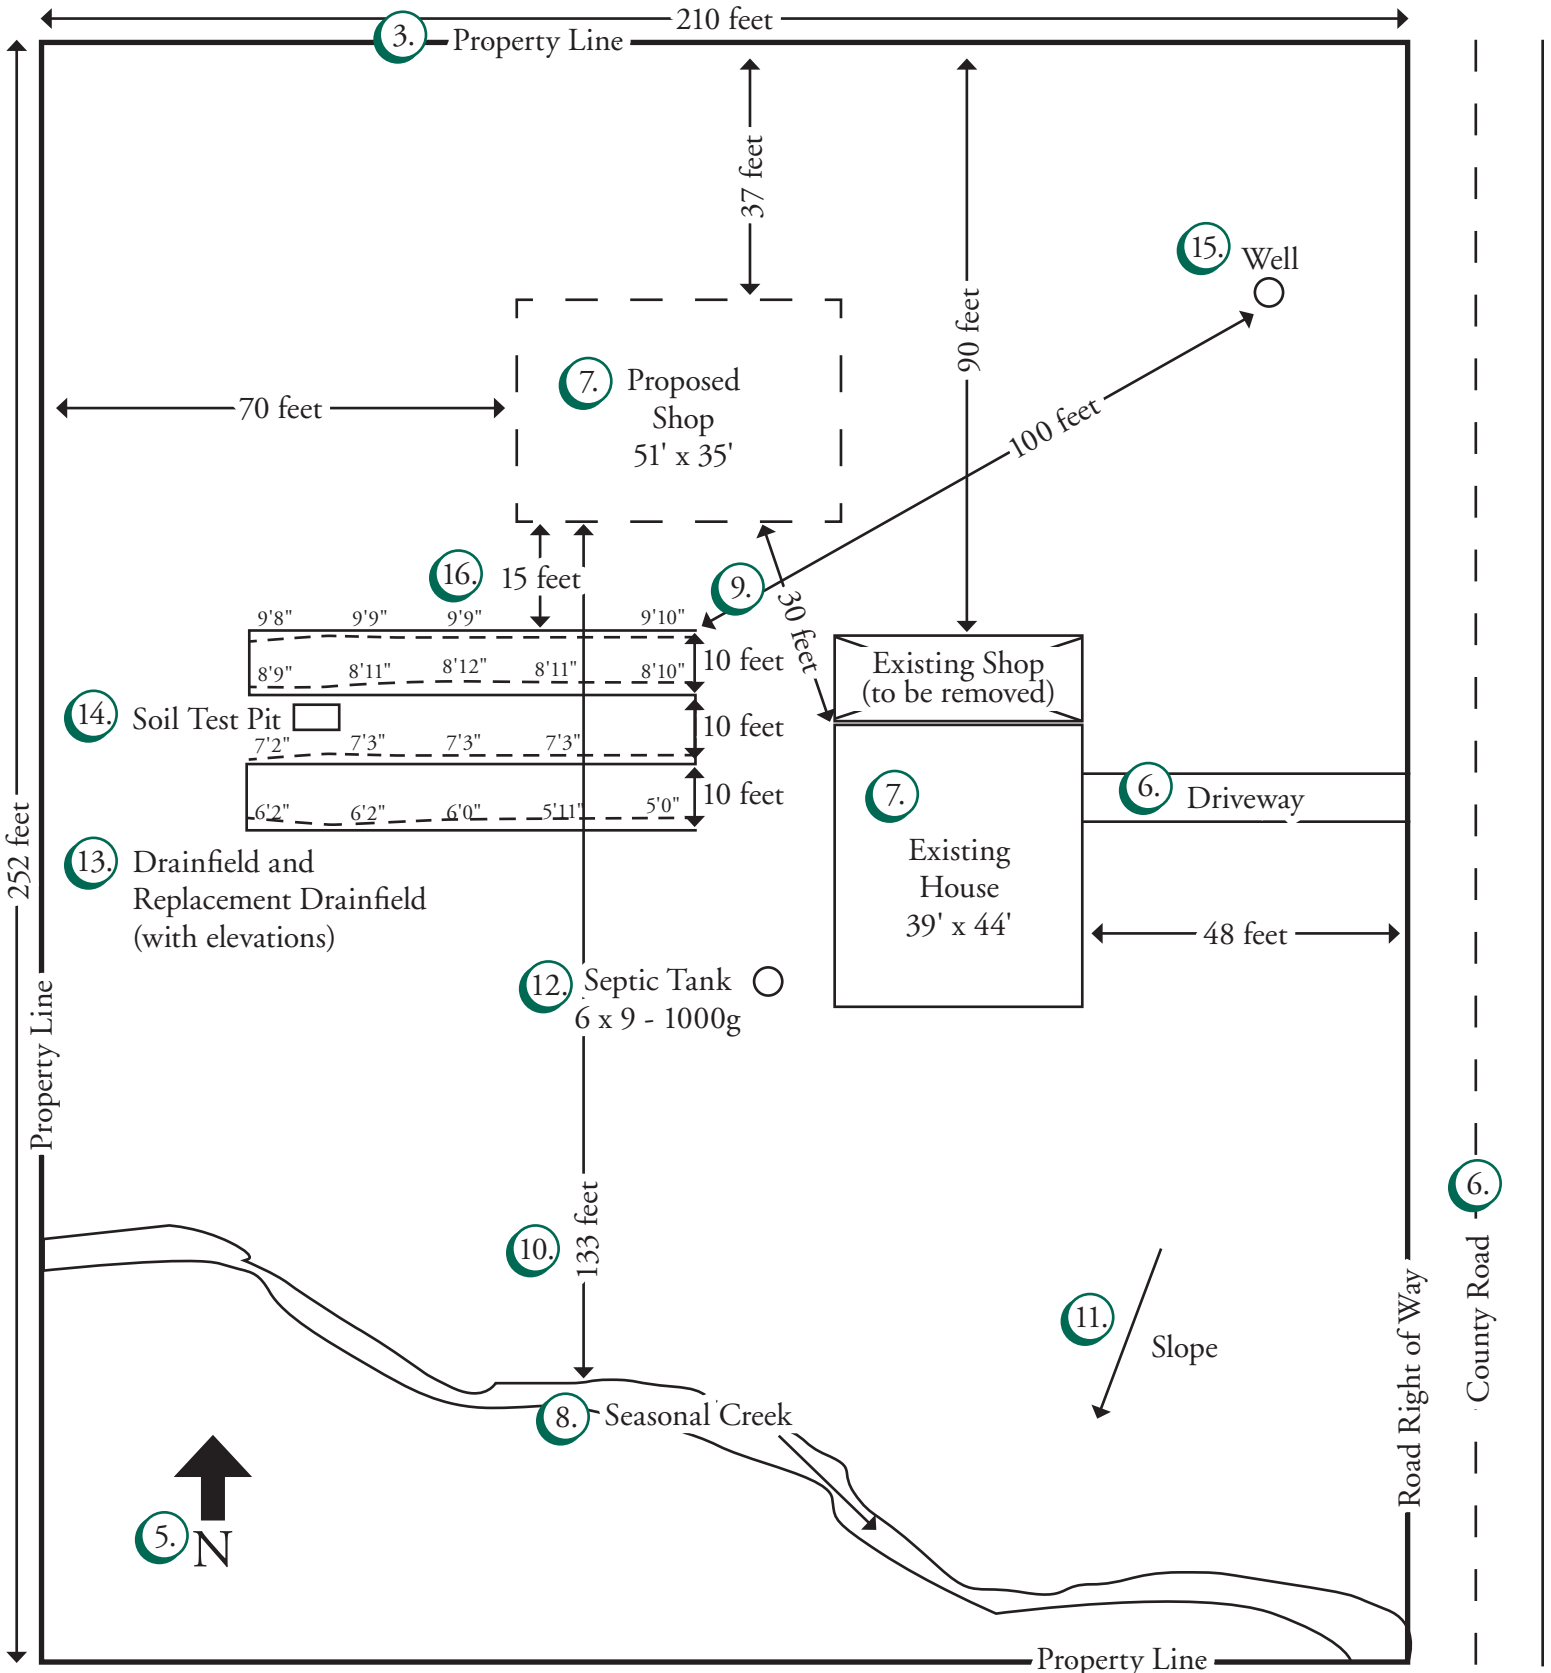 210 feet
3. Property Line
37 feet
90 feet
15. Well
7. Proposed
Shop
51' x 35'
70 feet
100 feet
16. 15 feet
9.
30 feet
9'8" 9'9" 9'9" 9'10"
10 feet
8'9" 8'11" 8'12" 8'11" 8'10"
Existing Shop
(to be removed)
14. Soil Test Pit
10 feet
7'2" 7'3" 7'3" 7'3"
10 feet
6'2" 6'2" 6'0" 5'11" 5'0"
7.
Existing
House
39' x 44'
6. Driveway
252 feet
13. Drainfield and
Replacement Drainfield
(with elevations)
48 feet
12. Septic Tank
6 x 9 - 1000g
Property Line
10. 133 feet
6.
County Road
Road Right of Way
11. Slope
8. Seasonal Creek
5. N
Property Line